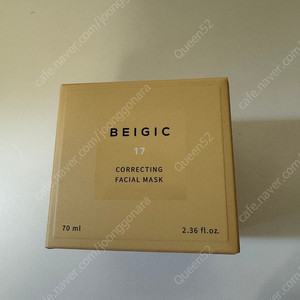 BEIGIC
17
CORRECTING
FACIAL MASK
70 ml 2.36 fl.oz.
cafe.naver.com/joonggonara
Queen52